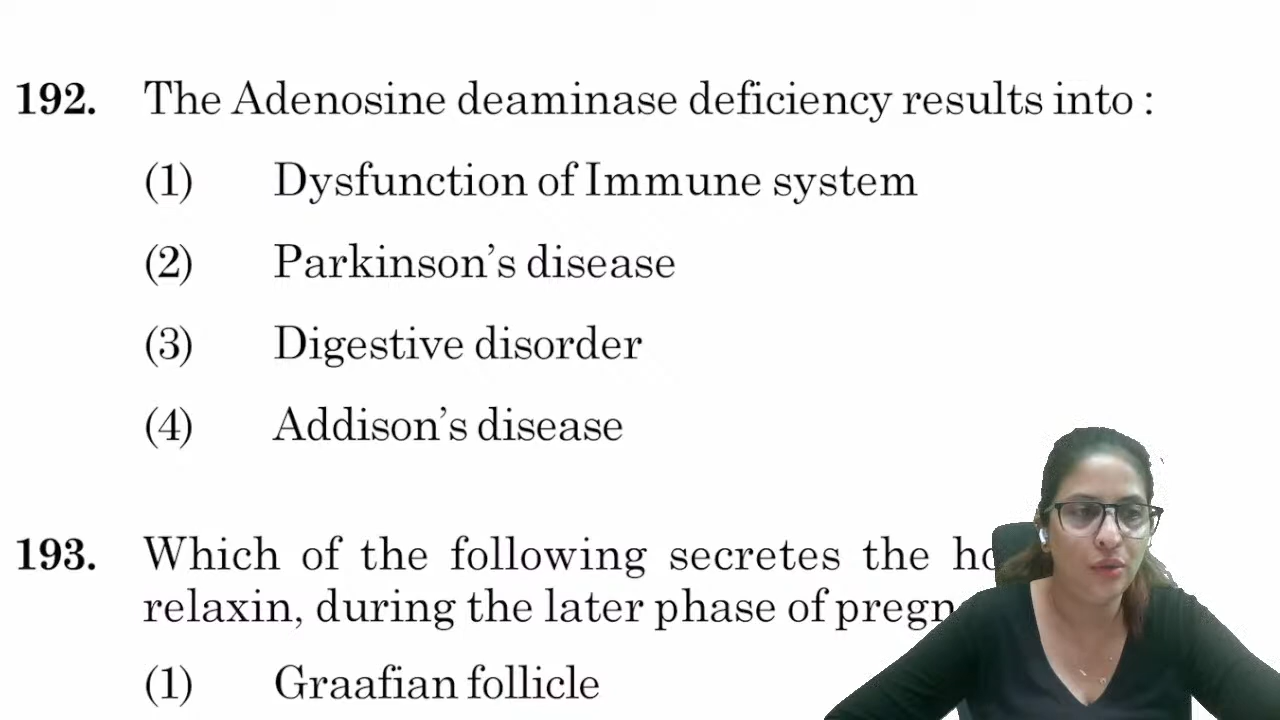 192. The Adenosine deaminase deficiency results into :
(1) Dysfunction of Immune system
(2) Parkinson's disease
(3) Digestive disorder
(4) Addison's disease
193. Which of the following secretes the
relaxin, during the later phase of
(1) Graafian follicle